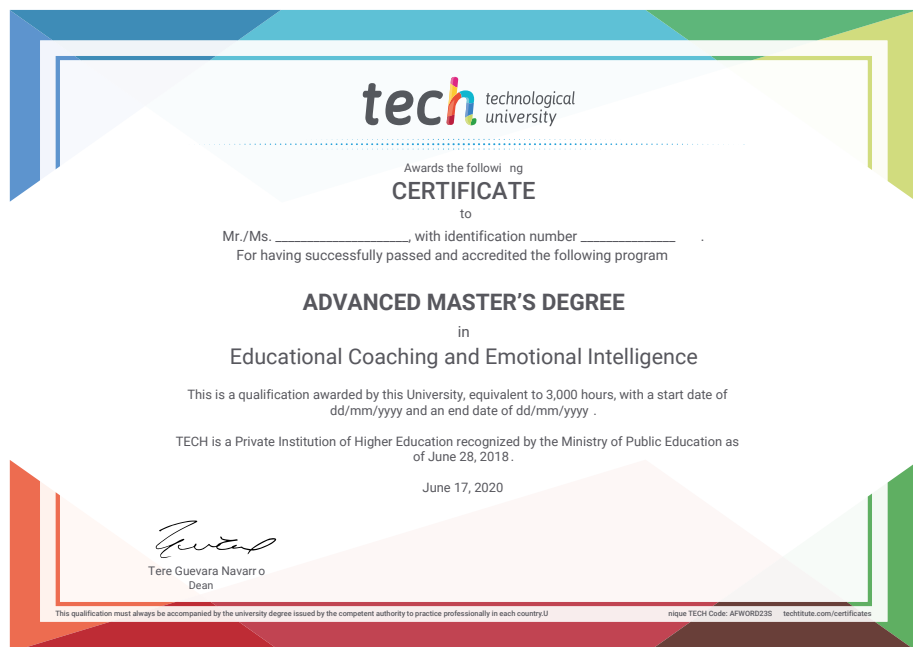 tech technological
university
Awards the followi ng
CERTIFICATE
to
Mr./Ms. _____________________, with identification number _______________ .
For having successfully passed and accredited the following program
ADVANCED MASTER'S DEGREE
in
Educational Coaching and Emotional Intelligence
This is a qualification awarded by this University, equivalent to 3,000 hours, with a start date of
dd/mm/yyyy and an end date of dd/mm/yyyy .
TECH is a Private Institution of Higher Education recognized by the Ministry of Public Education as
of June 28, 2018 .
June 17, 2020
Tere Guevara Navarr o
Dean
This qualification must always be accompanied by the university degree issued by the competent authority to practice professionally in each country.U nique TECH Code: AFWORD23S techtitute.com/certificates